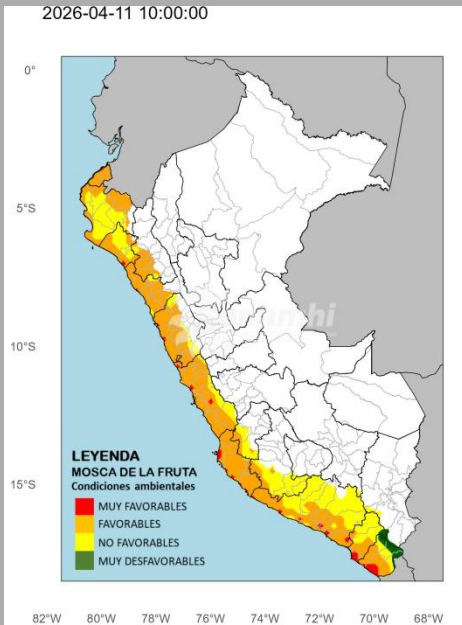 2026-04-11 10:00:00
0°
5°S
10°S
15°S
LEYENDA
MOSCA DE LA FRUTA
Condiciones ambientales
MUY FAVORABLES
FAVORABLES
NO FAVORABLES
MUY DESFAVORABLES
82°W 80°W 78°W 76°W 74°W 72°W 70°W 68°W